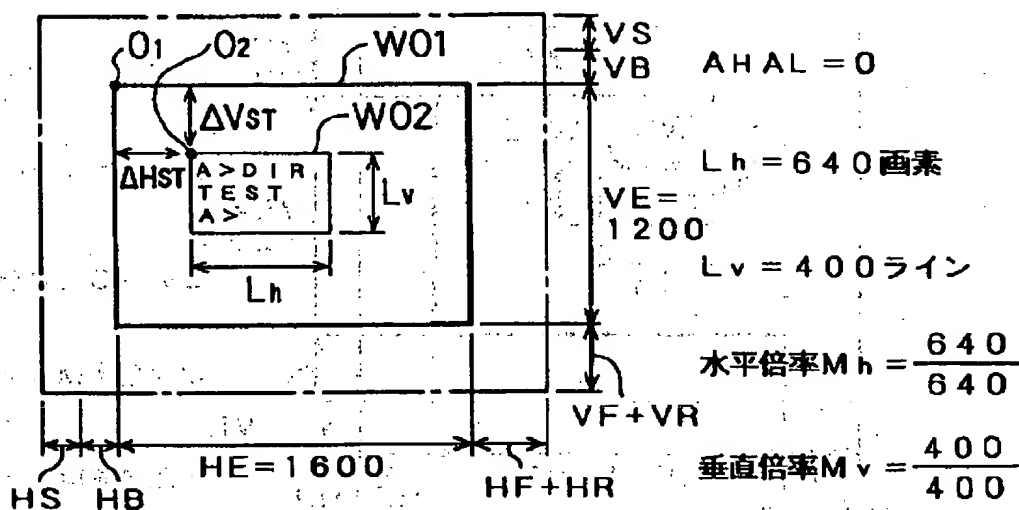 O1
O2
WO1
VS
VB
AHAL=0
ΔVST
WO2
ΔHST
A>DIR
TEST
A>
Lv
Lh
VE=
1200
Lh=640画素
Lv=400ライン
水平倍率Mh=640/640
VF+VR
HE=1600
HS
HB
HF+HR
垂直倍率Mv=400/400